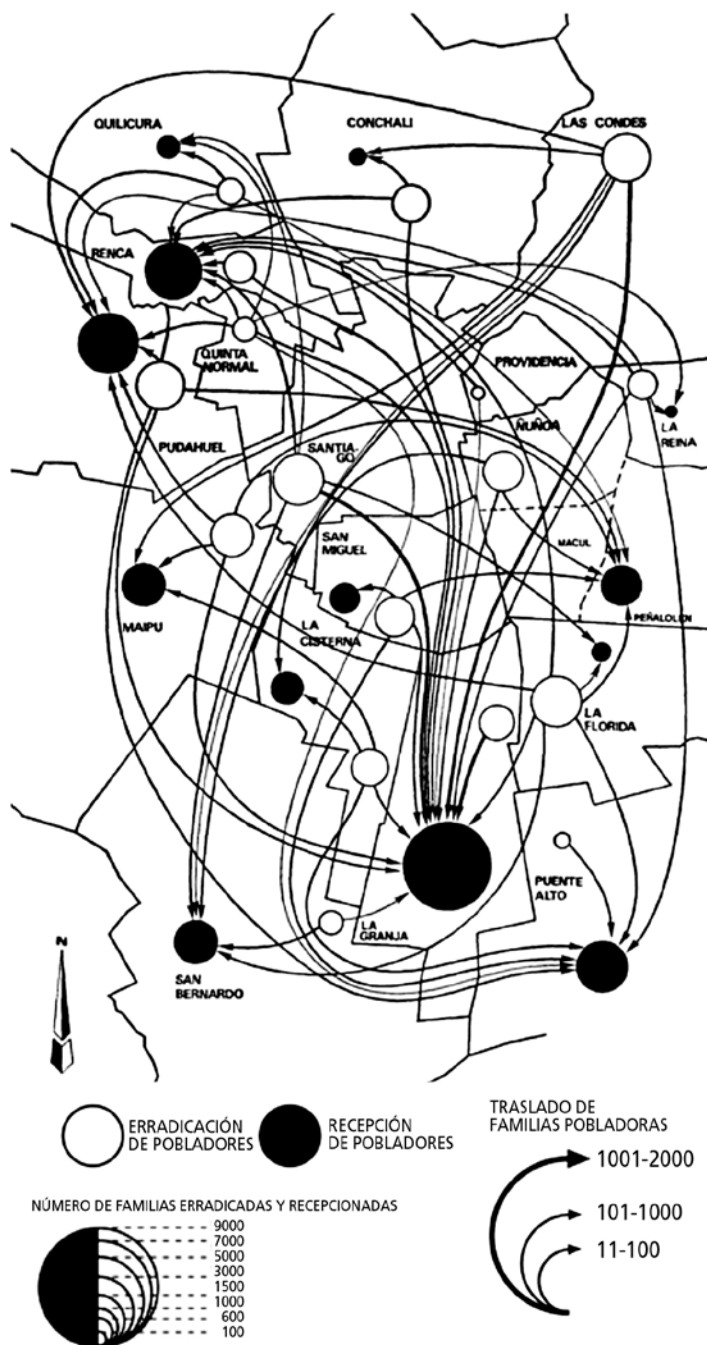 QUILICURA
CONCHALI
LAS CONDES
RENCA
QUINTA
NORMAL
PROVIDENCIA
LA
REINA
PUDAHUEL
SANTIA-
GO
ÑUÑOA
SAN
MIGUEL
MACUL
MAIPU
LA
CISTERNA
PEÑALOLEN
LA
FLORIDA
PUENTE
ALTO
LA
GRANJA
SAN
BERNARDO
N
ERRADICACIÓN
DE POBLADORES
RECEPCIÓN
DE POBLADORES
TRASLADO DE
FAMILIAS POBLADORAS
1001-2000
101-1000
11-100
NÚMERO DE FAMILIAS ERRADICADAS Y RECEPCIONADAS
9000
7000
5000
3000
1500
1000
600
100